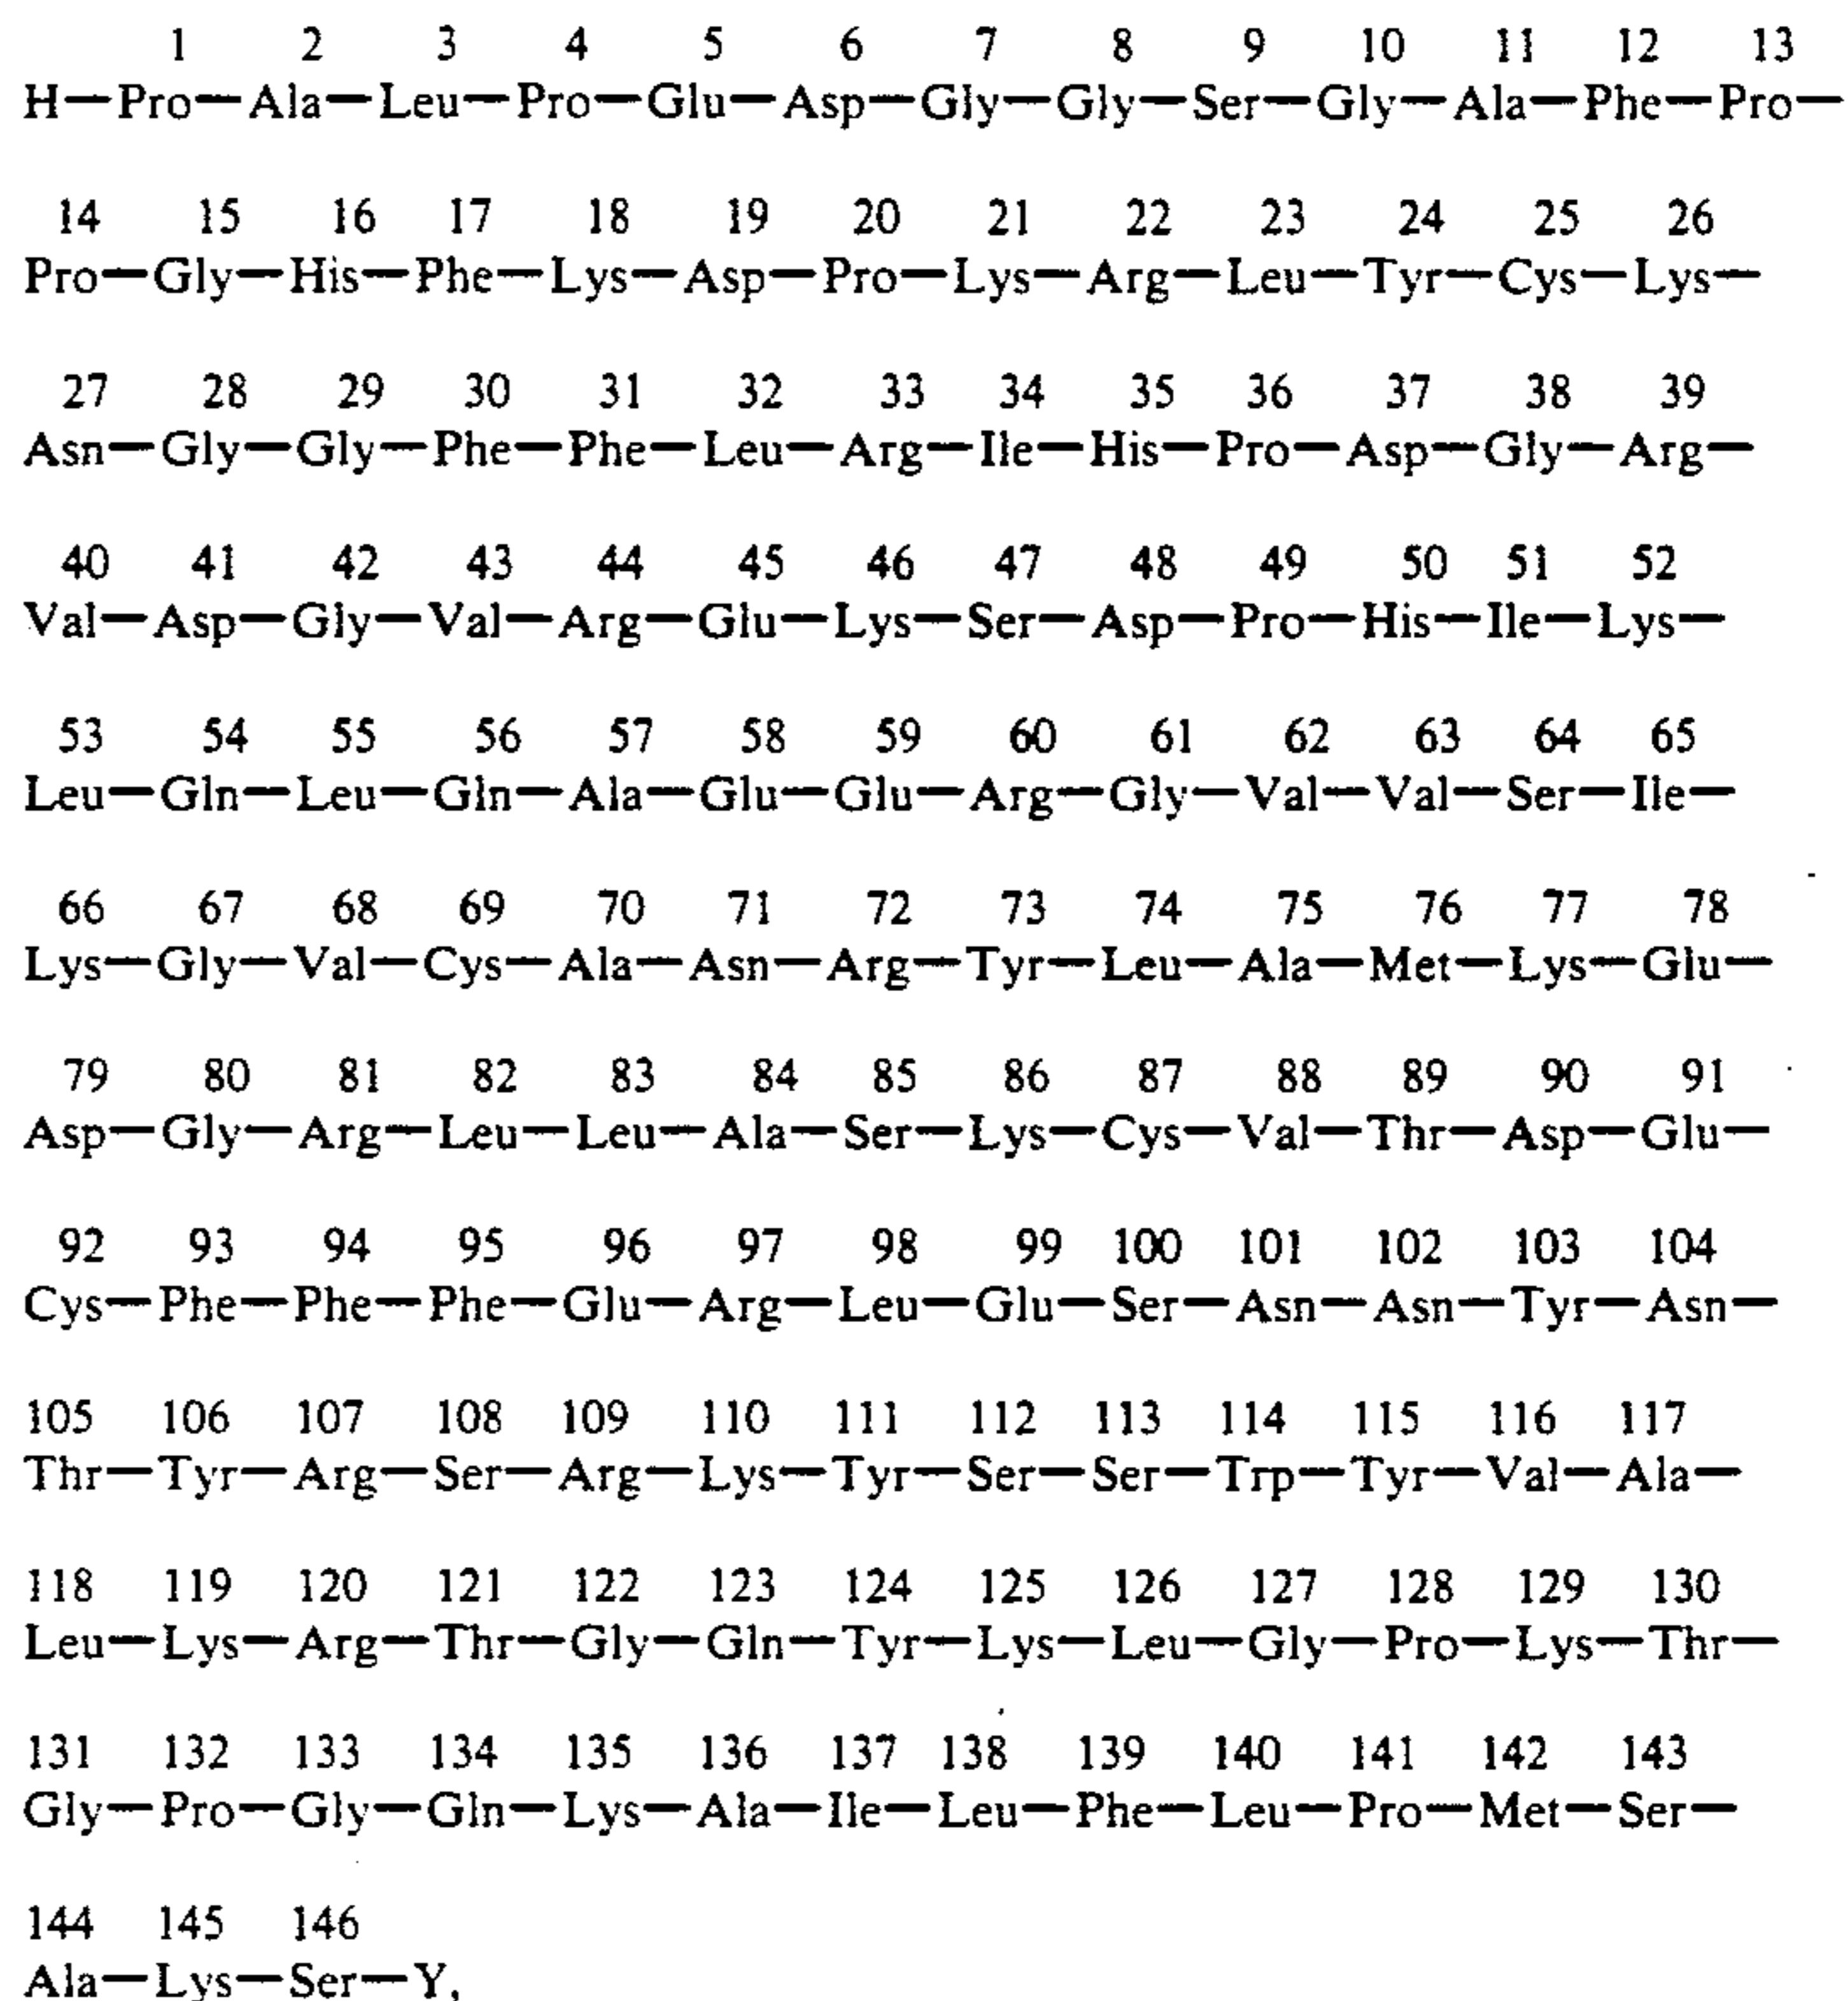 1 2 3 4 5 6 7 8 9 10 11 12 13
H—Pro—Ala—Leu—Pro—Glu—Asp—Gly—Gly—Ser—Gly—Ala—Phe—Pro—
14 15 16 17 18 19 20 21 22 23 24 25 26
Pro—Gly—His—Phe—Lys—Asp—Pro—Lys—Arg—Leu—Tyr—Cys—Lys—
27 28 29 30 31 32 33 34 35 36 37 38 39
Asn—Gly—Gly—Phe—Phe—Leu—Arg—Ile—His—Pro—Asp—Gly—Arg—
40 41 42 43 44 45 46 47 48 49 50 51 52
Val—Asp—Gly—Val—Arg—Glu—Lys—Ser—Asp—Pro—His—Ile—Lys—
53 54 55 56 57 58 59 60 61 62 63 64 65
Leu—Gln—Leu—Gln—Ala—Glu—Glu—Arg—Gly—Val—Val—Ser—Ile—
66 67 68 69 70 71 72 73 74 75 76 77 78
Lys—Gly—Val—Cys—Ala—Asn—Arg—Tyr—Leu—Ala—Met—Lys—Glu—
79 80 81 82 83 84 85 86 87 88 89 90 91
Asp—Gly—Arg—Leu—Leu—Ala—Ser—Lys—Cys—Val—Thr—Asp—Glu—
92 93 94 95 96 97 98 99 100 101 102 103 104
Cys—Phe—Phe—Phe—Glu—Arg—Leu—Glu—Ser—Asn—Asn—Tyr—Asn—
105 106 107 108 109 110 111 112 113 114 115 116 117
Thr—Tyr—Arg—Ser—Arg—Lys—Tyr—Ser—Ser—Trp—Tyr—Val—Ala—
118 119 120 121 122 123 124 125 126 127 128 129 130
Leu—Lys—Arg—Thr—Gly—Gln—Tyr—Lys—Leu—Gly—Pro—Lys—Thr—
131 132 133 134 135 136 137 138 139 140 141 142 143
Gly—Pro—Gly—Gln—Lys—Ala—Ile—Leu—Phe—Leu—Pro—Met—Ser—
144 145 146
Ala—Lys—Ser—Y,